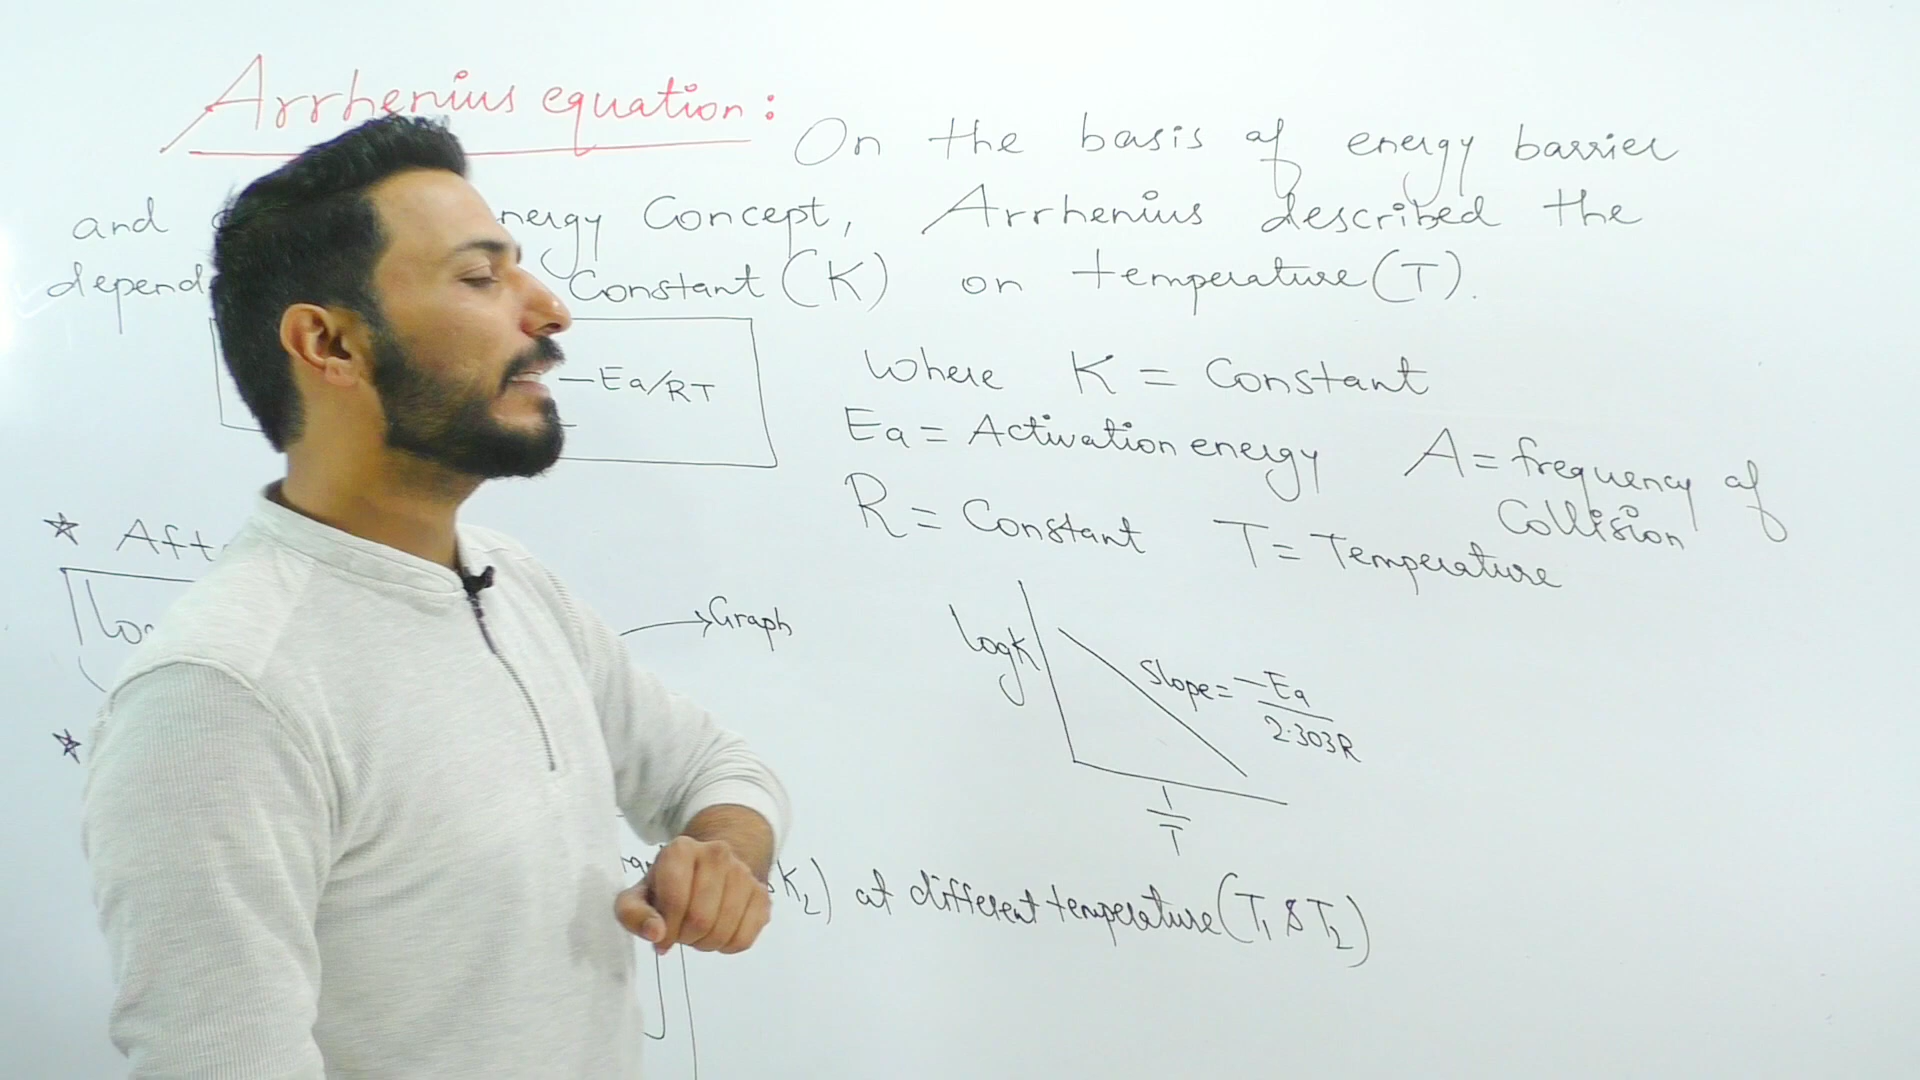 Arrhenius equation: On the basis of energy barrier
and nergy Concept, Arrhenius described the
depend Constant (K) on temperature (T).
-Ea/RT
Where K = Constant
Ea = Activation energy A = frequency of Collision
R = Constant T = Temperature
★ Aft
log
→ Graph
logK
Slope = -Ea/2.303R
1/T
★
K2) at different temperature (T1 & T2)